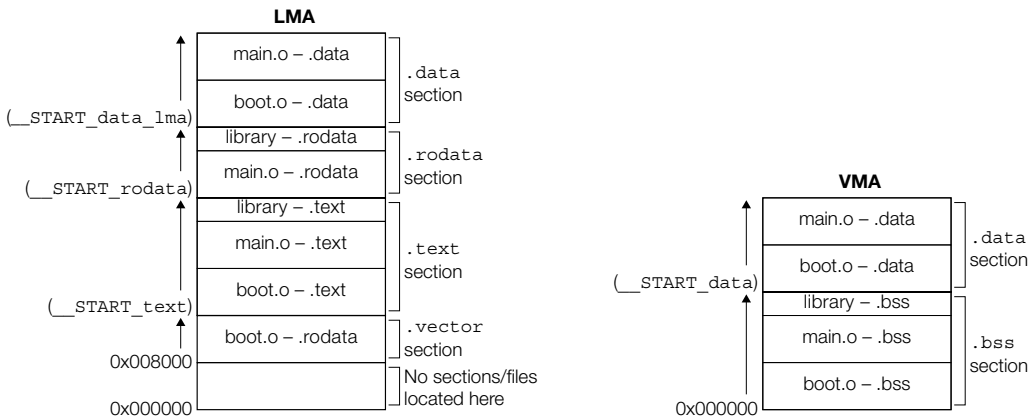 LMA
main.o – .data
boot.o – .data
.data
section
(__START_data_lma)
library – .rodata
main.o – .rodata
.rodata
section
(__START_rodata)
library – .text
main.o – .text
boot.o – .text
.text
section
(__START_text)
boot.o – .rodata
.vector
section
0x008000
No sections/files
located here
0x000000
VMA
main.o – .data
boot.o – .data
.data
section
(__START_data)
library – .bss
main.o – .bss
boot.o – .bss
.bss
section
0x000000